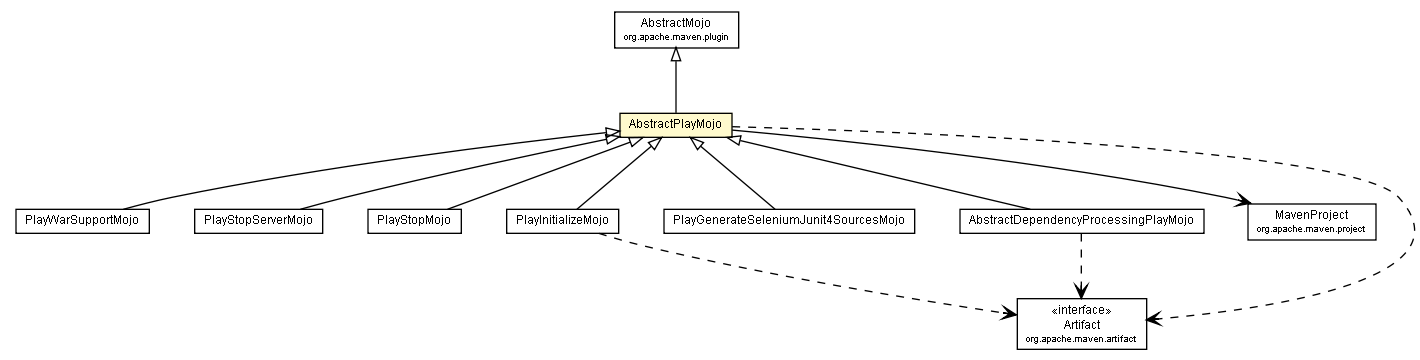 AbstractMojo
org.apache.maven.plugin
AbstractPlayMojo
PlayWarSupportMojo
PlayStopServerMojo
PlayStopMojo
PlayInitializeMojo
PlayGenerateSeleniumJunit4SourcesMojo
AbstractDependencyProcessingPlayMojo
MavenProject
org.apache.maven.project
«interface»
Artifact
org.apache.maven.artifact